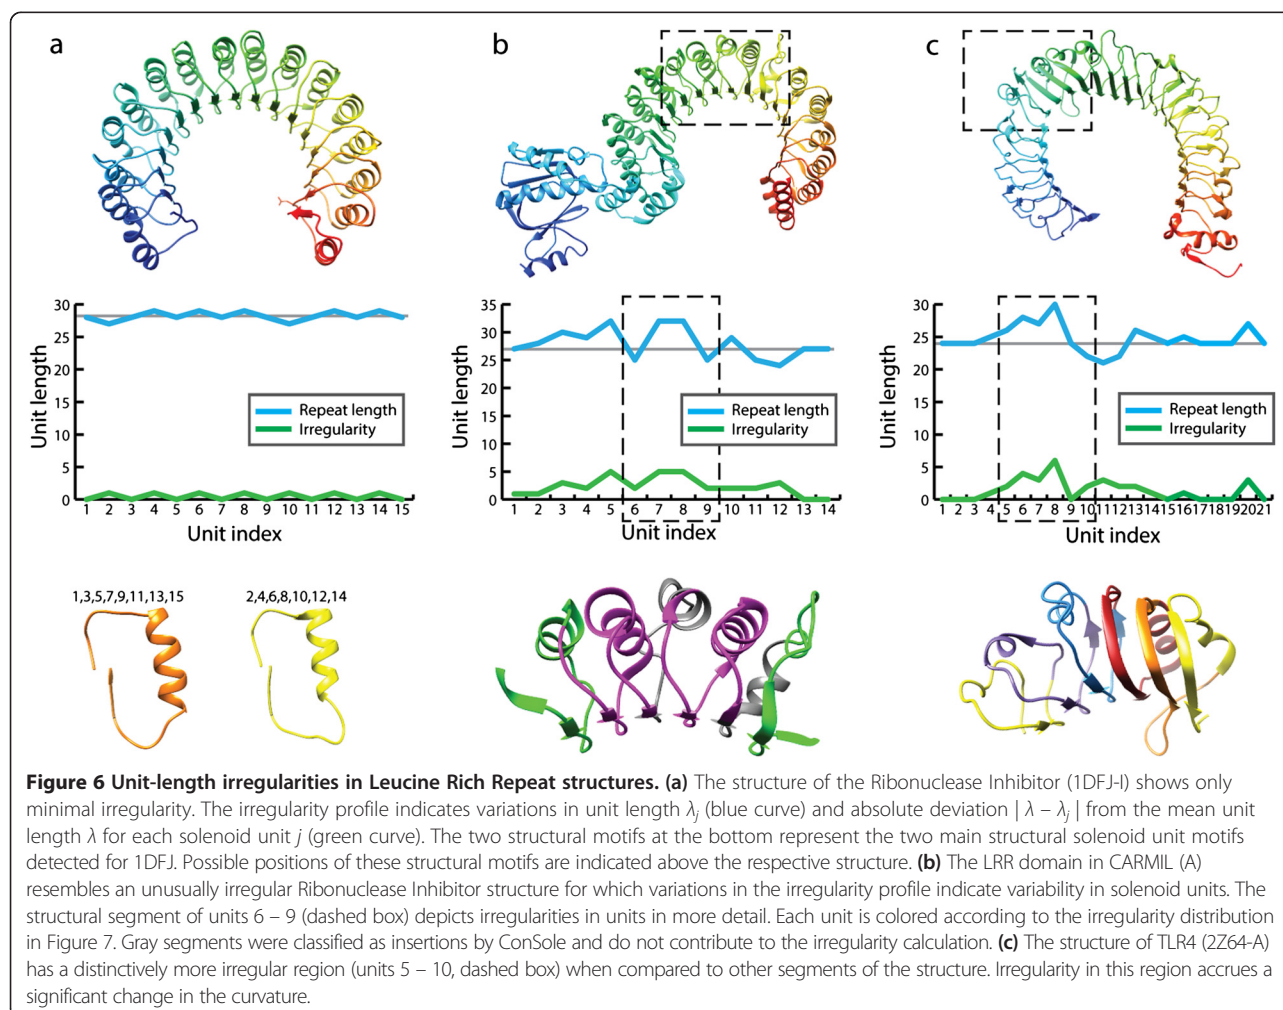 a
b
c
30
25
20
15
10
5
0
Unit length
Repeat length
Irregularity
1 2 3 4 5 6 7 8 9 10 11 12 13 14 15
Unit index
35
30
25
20
15
10
5
0
Unit length
Repeat length
Irregularity
1 2 3 4 5 6 7 8 9 10 11 12 13 14
Unit index
30
25
20
15
10
5
0
Unit length
Repeat length
Irregularity
1 2 3 4 5 6 7 8 9 10 11 12 13 14 15 16 17 18 19 20 21
Unit index
1,3,5,7,9,11,13,15
2,4,6,8,10,12,14
Figure 6 Unit-length irregularities in Leucine Rich Repeat structures. (a) The structure of the Ribonuclease Inhibitor (1DFJ-I) shows only
minimal irregularity. The irregularity profile indicates variations in unit length λj (blue curve) and absolute deviation | λ – λj | from the mean unit
length λ for each solenoid unit j (green curve). The two structural motifs at the bottom represent the two main structural solenoid unit motifs
detected for 1DFJ. Possible positions of these structural motifs are indicated above the respective structure. (b) The LRR domain in CARMIL (A)
resembles an unusually irregular Ribonuclease Inhibitor structure for which variations in the irregularity profile indicate variability in solenoid units. The
structural segment of units 6 – 9 (dashed box) depicts irregularities in units in more detail. Each unit is colored according to the irregularity distribution
in Figure 7. Gray segments were classified as insertions by ConSole and do not contribute to the irregularity calculation. (c) The structure of TLR4 (2Z64-A)
has a distinctively more irregular region (units 5 – 10, dashed box) when compared to other segments of the structure. Irregularity in this region accrues a
significant change in the curvature.